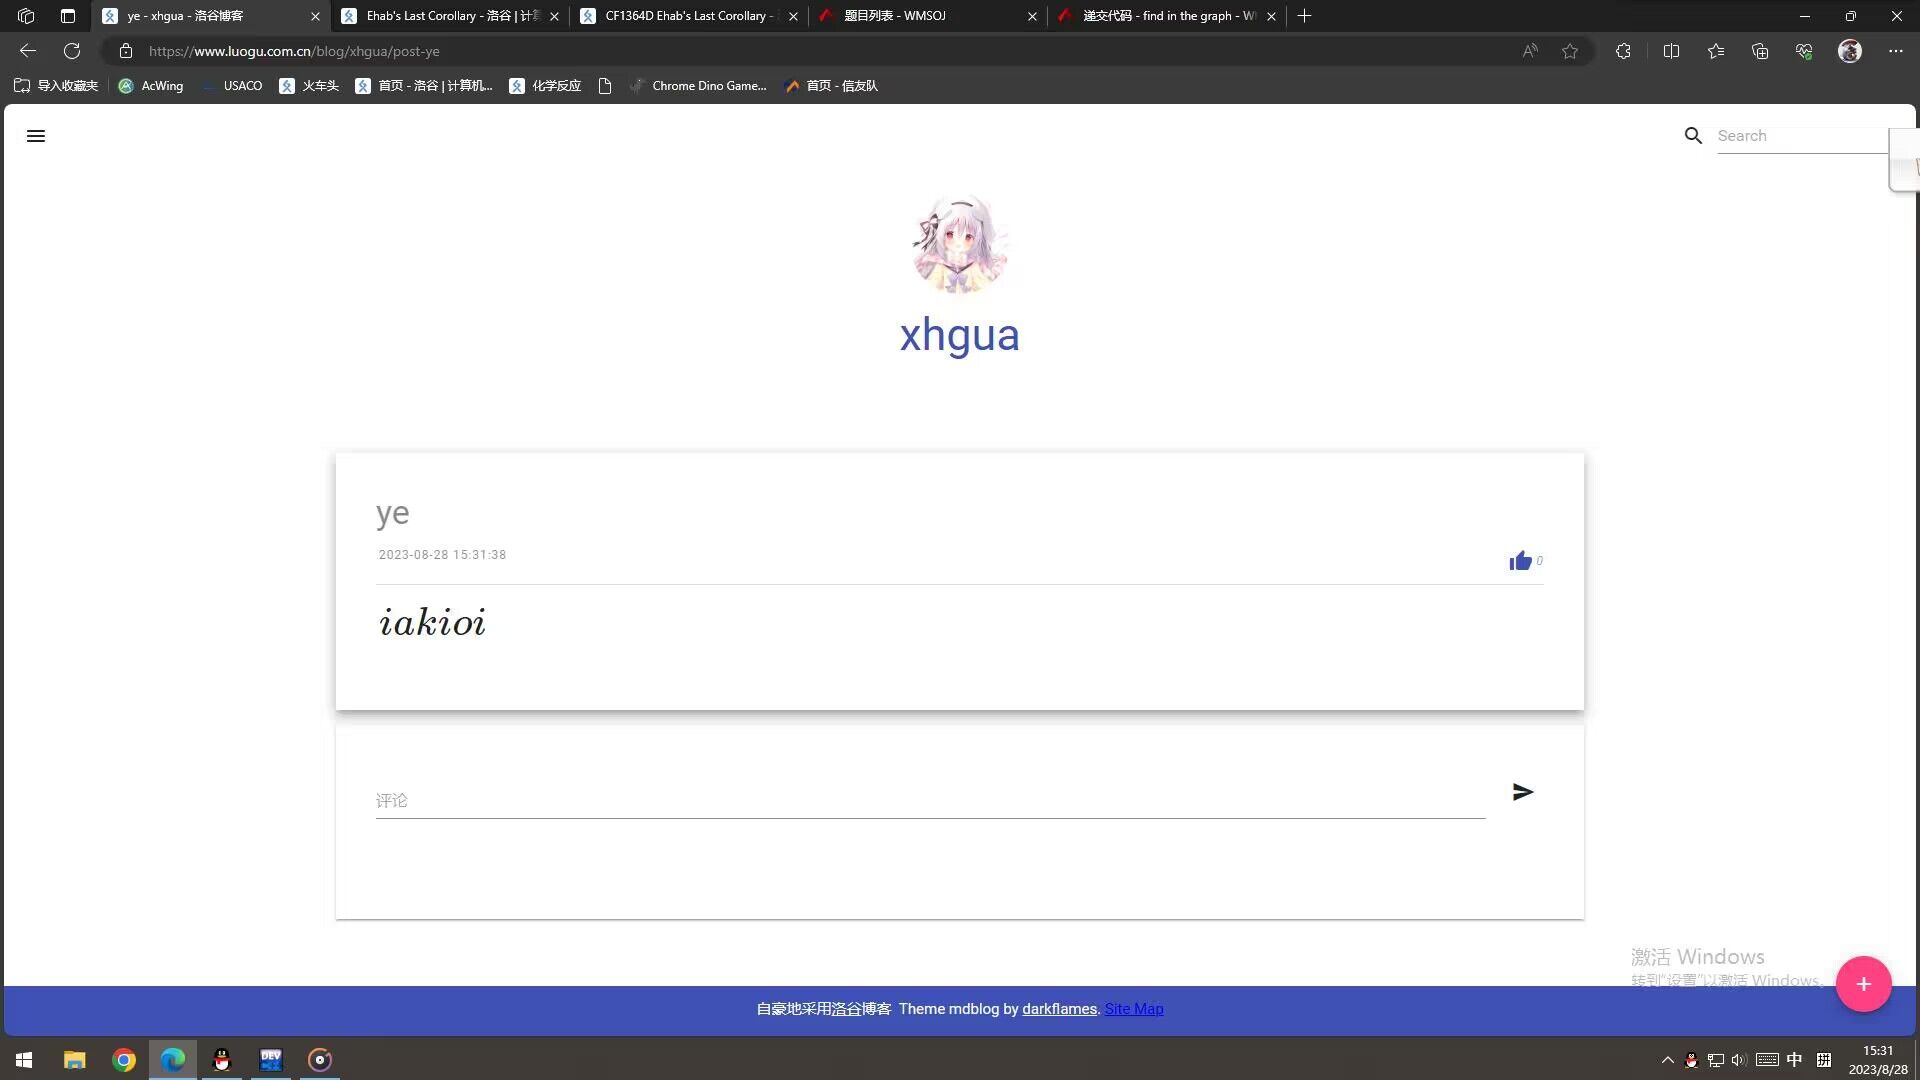 ye - xhgua - 洛谷博客
Ehab's Last Corollary - 洛谷 | 计算
CF1364D Ehab's Last Corollary -
题目列表 - WMSOJ
递交代码 - find in the graph - W
https://www.luogu.com.cn/blog/xhgua/post-ye
导入收藏夹
AcWing
USACO
火车头
首页 - 洛谷 | 计算机...
化学反应
Chrome Dino Game...
首页 - 信友队
Search
xhgua
ye
2023-08-28 15:31:38
0
iakioi
评论
激活 Windows
转到"设置"以激活 Windows。
自豪地采用洛谷博客 Theme mdblog by darkflames. Site Map
DEV
中
拼
15:31
2023/8/28